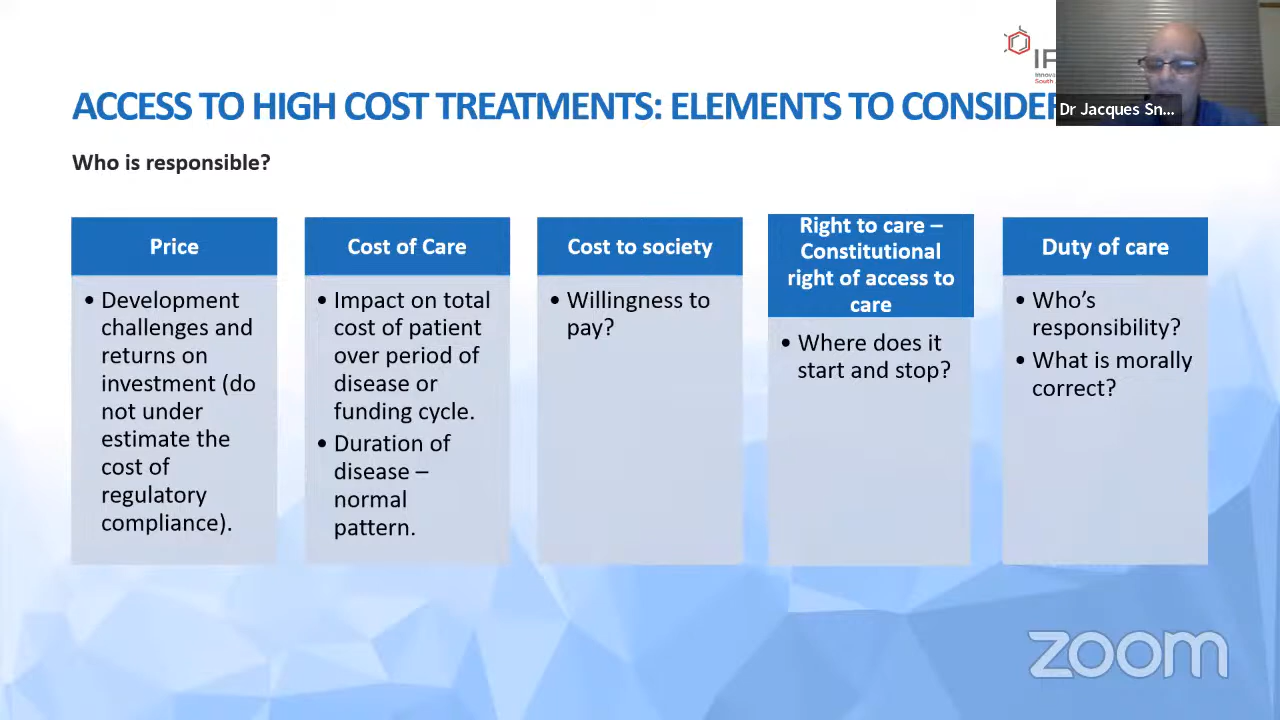 IP
Innova
South
ACCESS TO HIGH COST TREATMENTS: ELEMENTS TO CONSIDER
Dr Jacques Sn...
Who is responsible?
Price
• Development
challenges and
returns on
investment (do
not under
estimate the
cost of
regulatory
compliance).
Cost of Care
• Impact on total
cost of patient
over period of
disease or
funding cycle.
• Duration of
disease –
normal
pattern.
Cost to society
• Willingness to
pay?
Right to care –
Constitutional
right of access to
care
• Where does it
start and stop?
Duty of care
• Who's
responsibility?
• What is morally
correct?
zoom